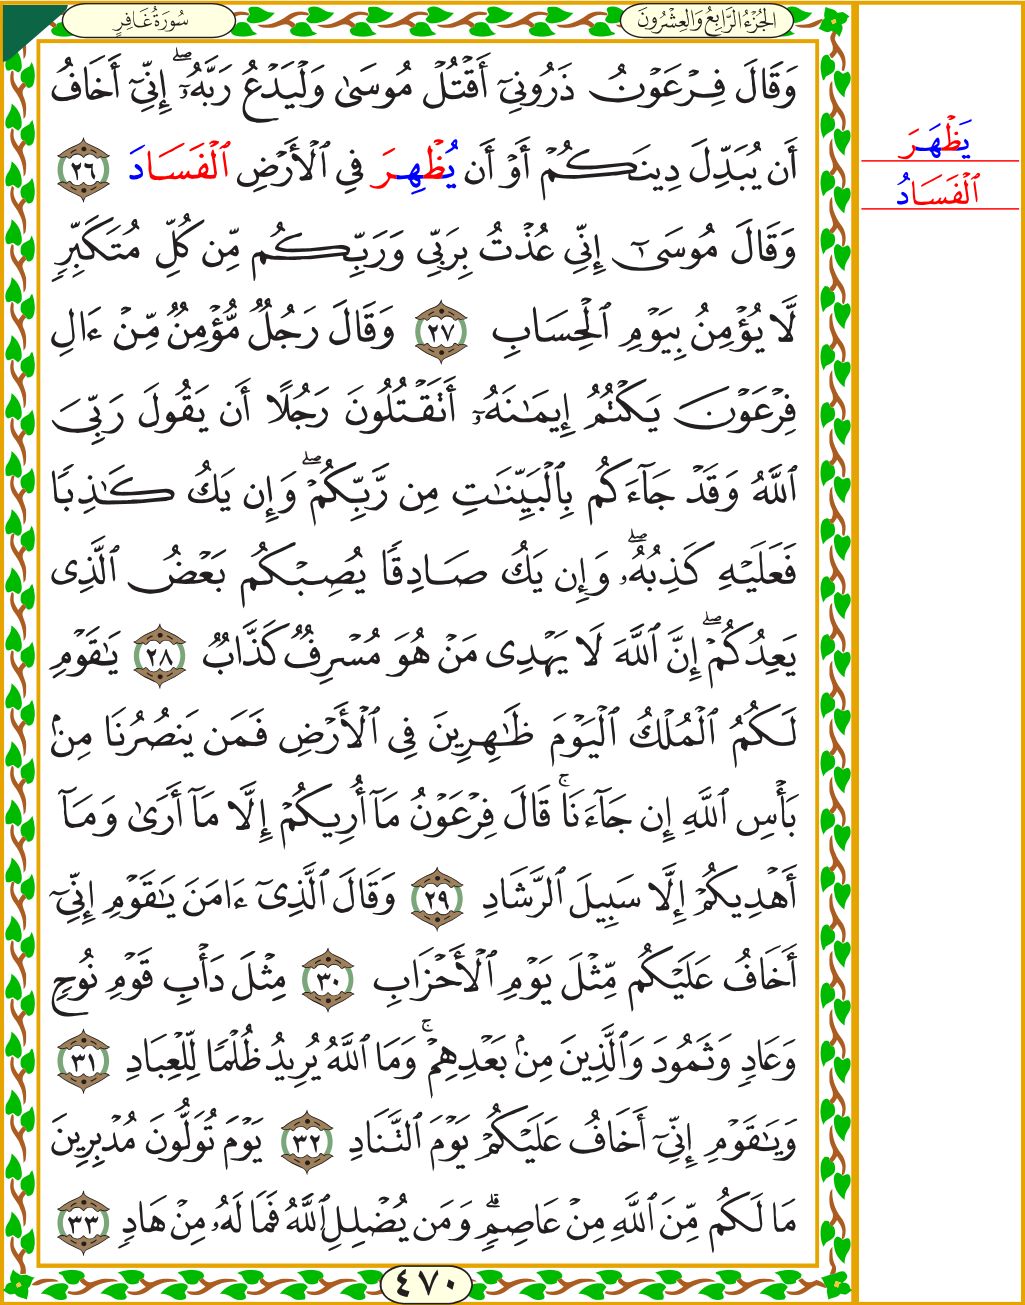 سُورَةُ غَافِرٍ
الجُزْءُ الرَّابِعُ وَالعِشْرُونَ
وَقَالَ فِرْعَوْنُ ذَرُونِيٓ أَقْتُلْ مُوسَىٰ وَلْيَدْعُ رَبَّهُۥٓۖ إِنِّيٓ أَخَافُ
أَن يُبَدِّلَ دِينَكُمْ أَوْ أَن يُظْهِرَ فِي ٱلْأَرْضِ ٱلْفَسَادَ ٢٦
وَقَالَ مُوسَىٰٓ إِنِّي عُذْتُ بِرَبِّي وَرَبِّكُم مِّن كُلِّ مُتَكَبِّرٍ
لَّا يُؤْمِنُ بِيَوْمِ ٱلْحِسَابِ ٢٧ وَقَالَ رَجُلٌ مُّؤْمِنٌ مِّنْ ءَالِ
فِرْعَوْنَ يَكْتُمُ إِيمَٰنَهُۥٓ أَتَقْتُلُونَ رَجُلًا أَن يَقُولَ رَبِّيَ
ٱللَّهُ وَقَدْ جَآءَكُم بِٱلْبَيِّنَٰتِ مِن رَّبِّكُمْۖ وَإِن يَكُ كَٰذِبًا
فَعَلَيْهِ كَذِبُهُۥۖ وَإِن يَكُ صَادِقًا يُصِبْكُم بَعْضُ ٱلَّذِي
يَعِدُكُمْۖ إِنَّ ٱللَّهَ لَا يَهْدِي مَنْ هُوَ مُسْرِفٌ كَذَّابٌ ٢٨ يَٰقَوْمِ
لَكُمُ ٱلْمُلْكُ ٱلْيَوْمَ ظَٰهِرِينَ فِي ٱلْأَرْضِ فَمَن يَنصُرُنَا مِنۢ
بَأْسِ ٱللَّهِ إِن جَآءَنَاۚ قَالَ فِرْعَوْنُ مَآ أُرِيكُمْ إِلَّا مَآ أَرَىٰ وَمَآ
أَهْدِيكُمْ إِلَّا سَبِيلَ ٱلرَّشَادِ ٢٩ وَقَالَ ٱلَّذِيٓ ءَامَنَ يَٰقَوْمِ إِنِّيٓ
أَخَافُ عَلَيْكُم مِّثْلَ يَوْمِ ٱلْأَحْزَابِ ٣٠ مِثْلَ دَأْبِ قَوْمِ نُوحٍ
وَعَادٍ وَثَمُودَ وَٱلَّذِينَ مِنۢ بَعْدِهِمْۚ وَمَا ٱللَّهُ يُرِيدُ ظُلْمًا لِّلْعِبَادِ ٣١
وَيَٰقَوْمِ إِنِّيٓ أَخَافُ عَلَيْكُمْ يَوْمَ ٱلتَّنَادِ ٣٢ يَوْمَ تُوَلُّونَ مُدْبِرِينَ
مَا لَكُم مِّنَ ٱللَّهِ مِنْ عَاصِمٍۗ وَمَن يُضْلِلِ ٱللَّهُ فَمَا لَهُۥ مِنْ هَادٍ ٣٣
٤٧٠
يَظْهَرَ
ٱلْفَسَادُ